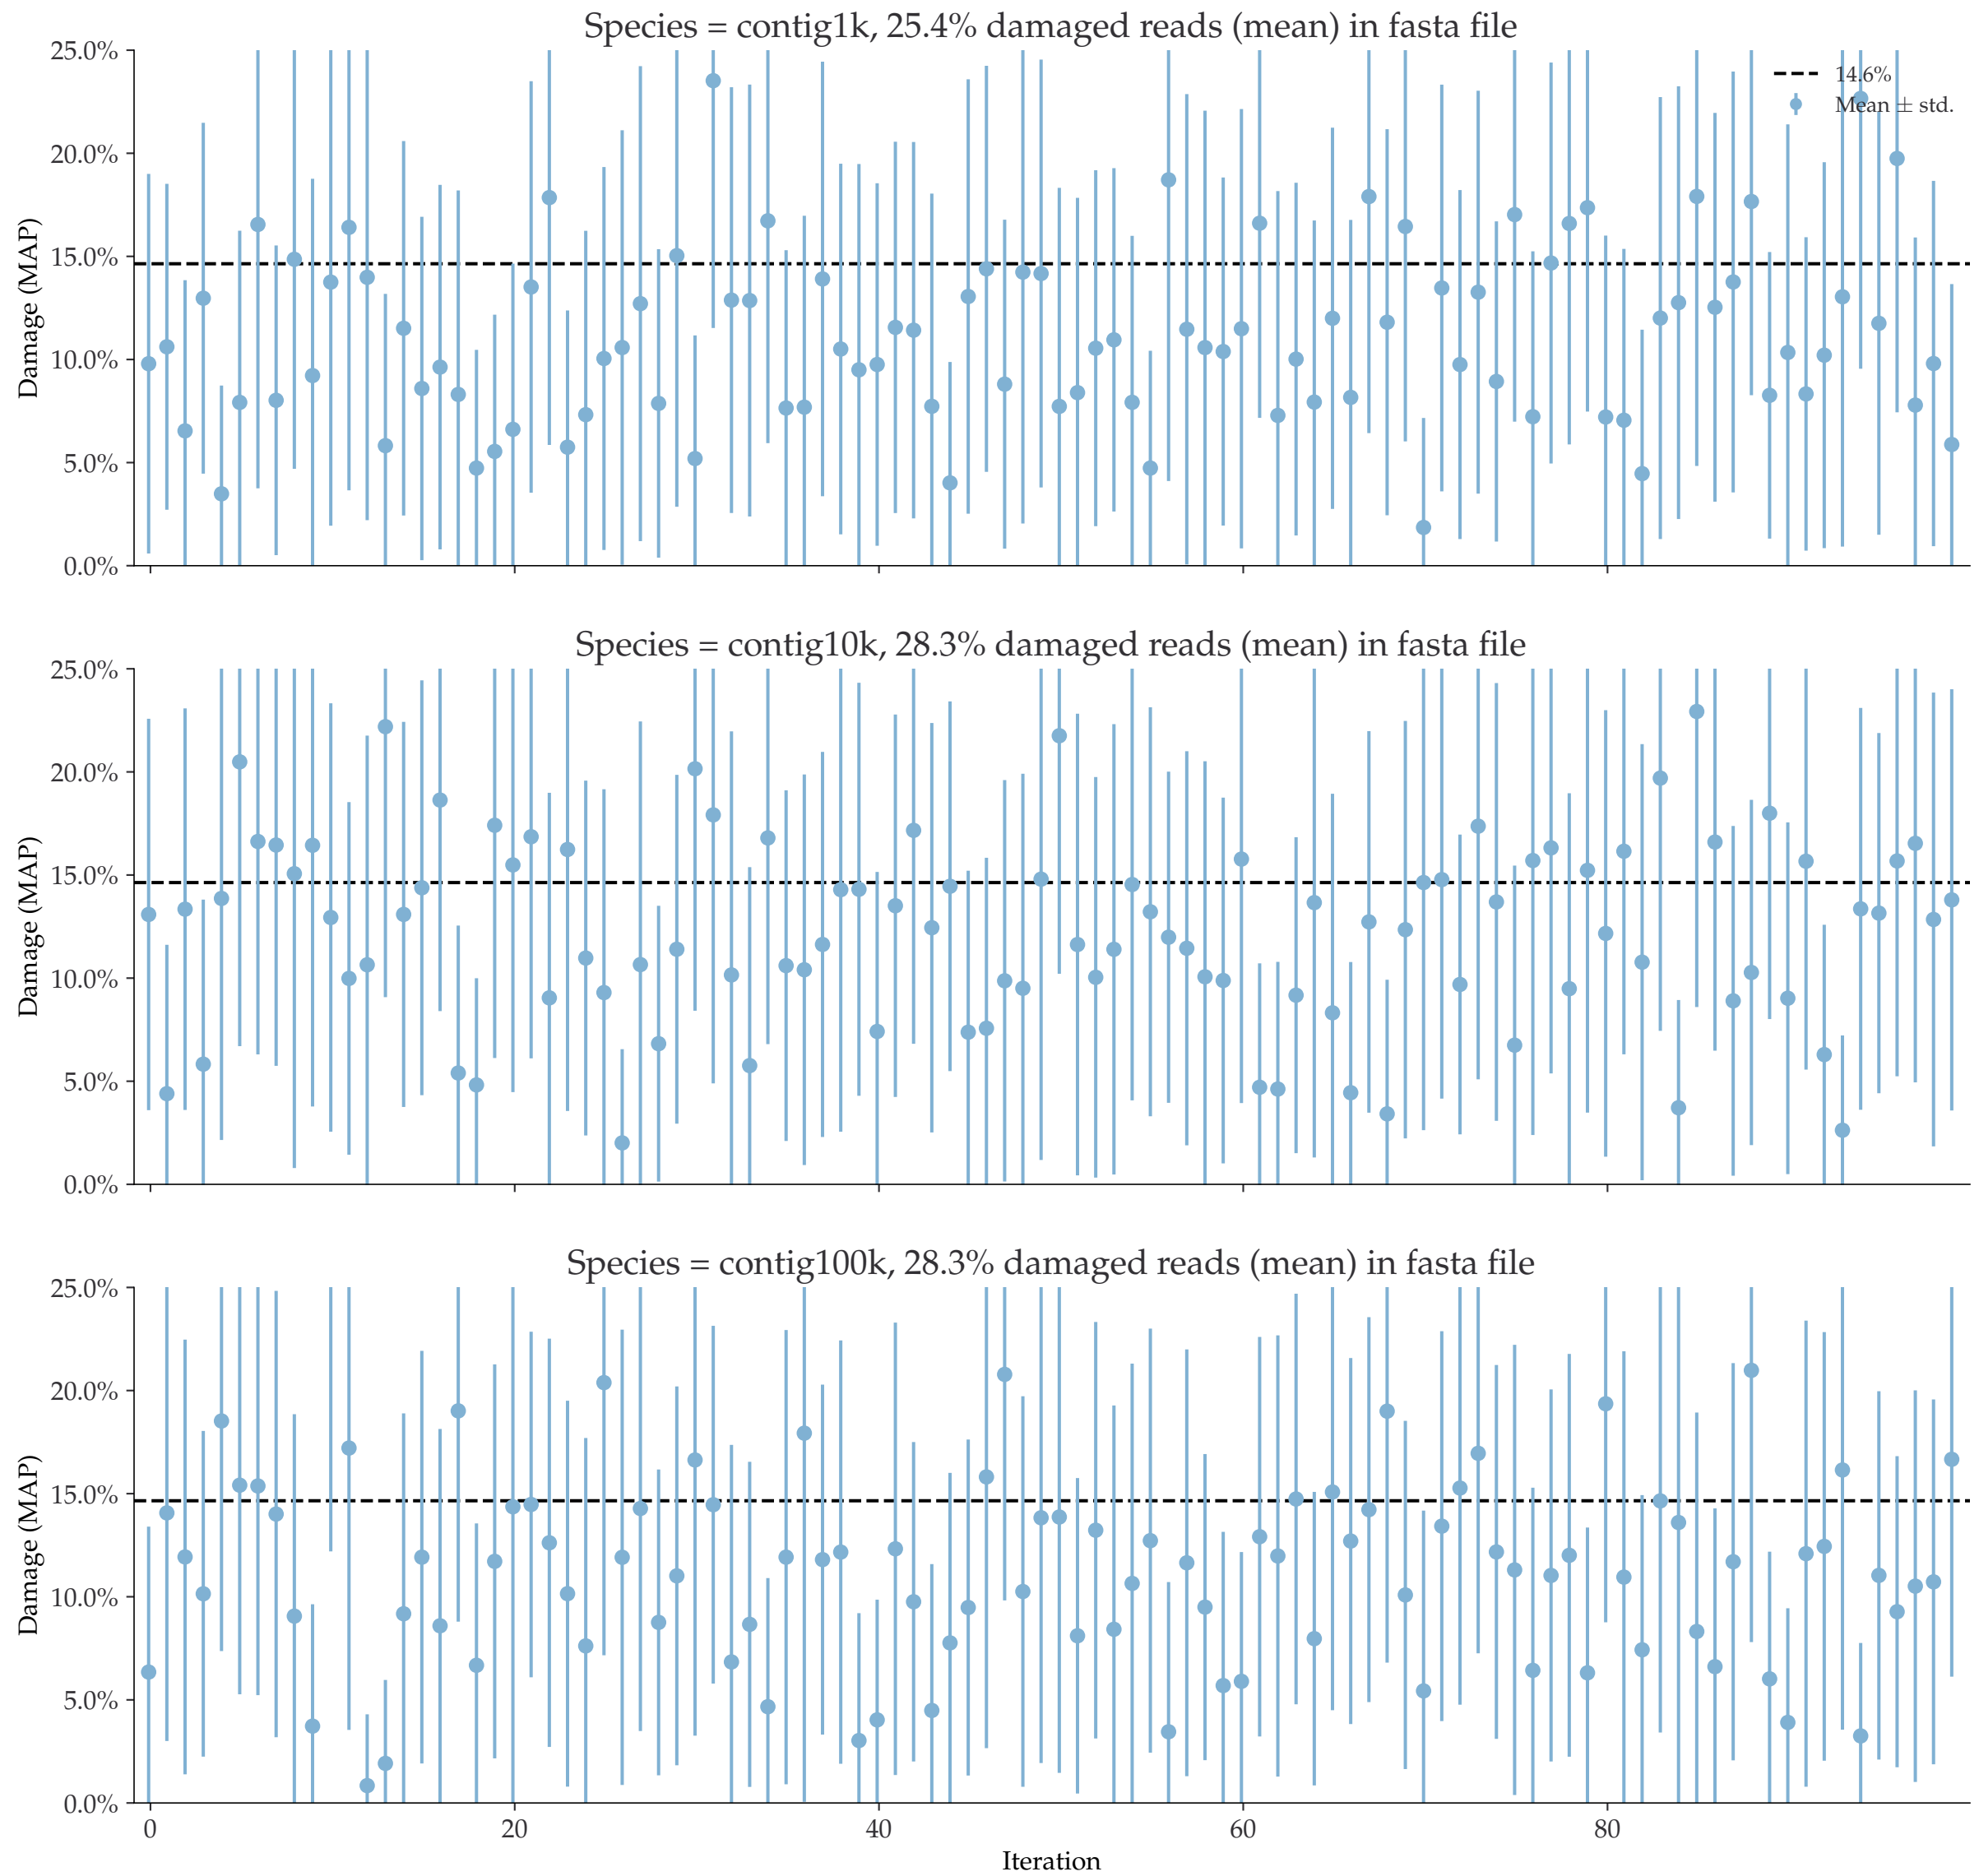 Species = contig1k, 25.4% damaged reads (mean) in fasta file
25.0%
20.0%
15.0%
10.0%
5.0%
0.0%
Damage (MAP)
14.6%
Mean ± std.
Species = contig10k, 28.3% damaged reads (mean) in fasta file
25.0%
20.0%
15.0%
10.0%
5.0%
0.0%
Damage (MAP)
Species = contig100k, 28.3% damaged reads (mean) in fasta file
25.0%
20.0%
15.0%
10.0%
5.0%
0.0%
Damage (MAP)
0 20 40 60 80
Iteration